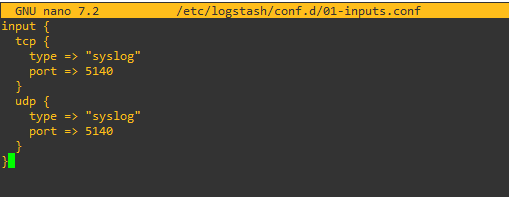 GNU nano 7.2 /etc/logstash/conf.d/01-inputs.conf
input {
  tcp {
    type => "syslog"
    port => 5140
  }
  udp {
    type => "syslog"
    port => 5140
  }
}